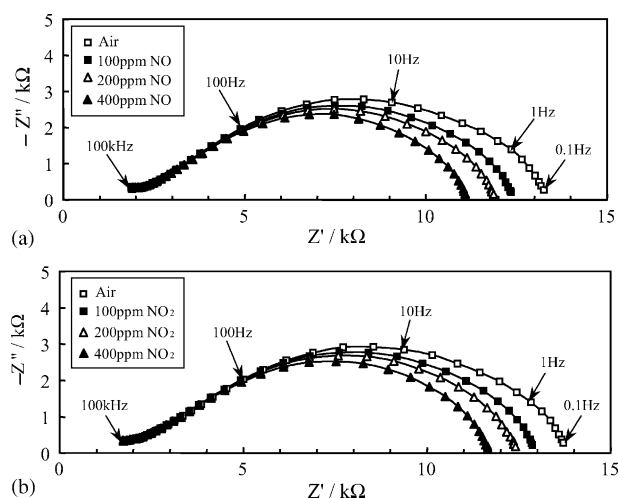 5
4
3
2
1
0
– Z″ / kΩ
Air
100ppm NO
200ppm NO
400ppm NO
100kHz
100Hz
10Hz
1Hz
0.1Hz
0 5 10 15
(a)
Z' / kΩ
5
4
3
2
1
0
–Z″ / kΩ
Air
100ppm NO₂
200ppm NO₂
400ppm NO₂
100kHz
100Hz
10Hz
1Hz
0.1Hz
0 5 10 15
(b)
Z' / kΩ